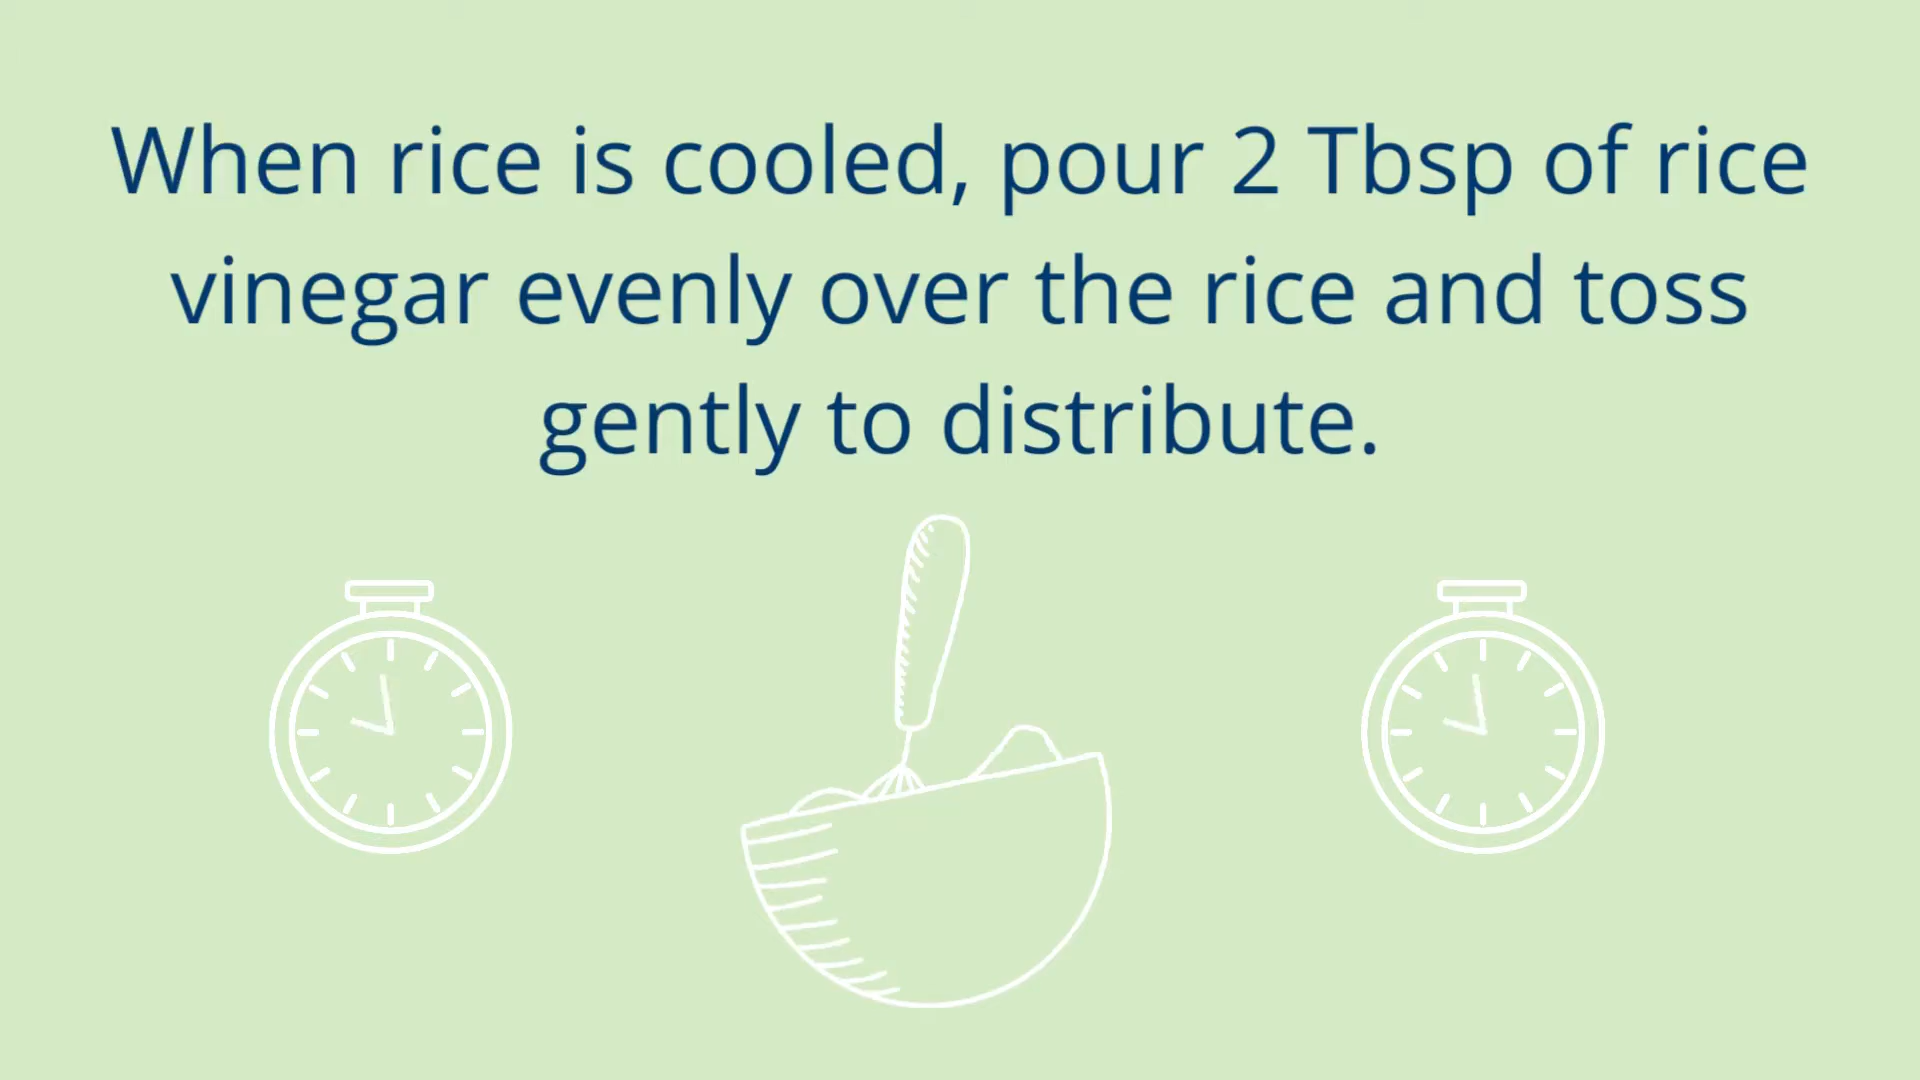 When rice is cooled, pour 2 Tbsp of rice
vinegar evenly over the rice and toss
gently to distribute.